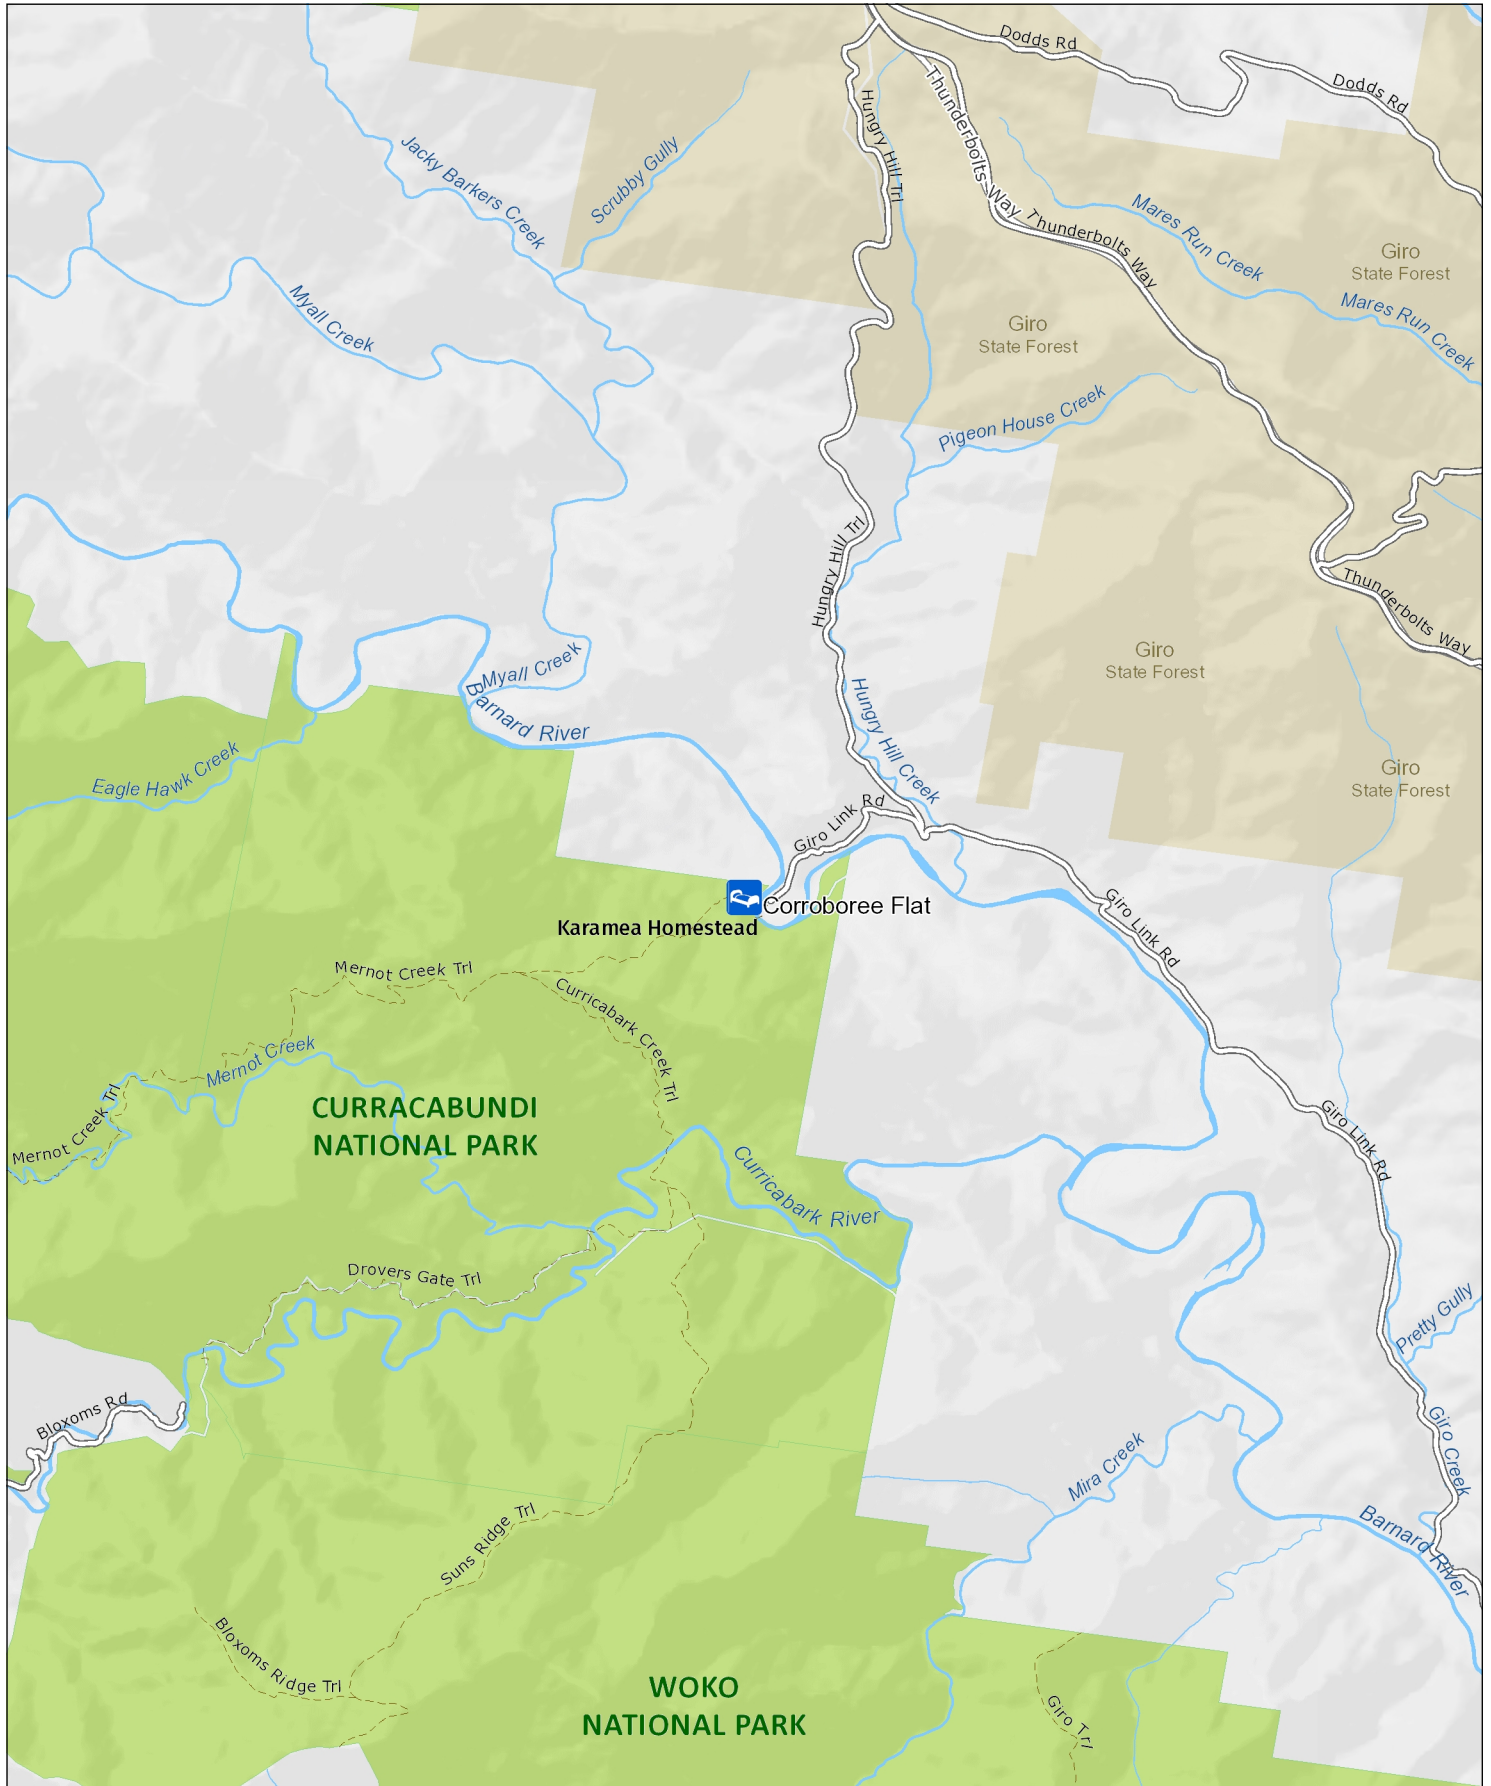 Dodds Rd
Dodds Rd
Thunderbolts Way
Hungry Hill Trl
Jacky Barkers Creek
Scrubby Gully
Mares Run Creek
Thunderbolts Way
Giro
State Forest
Myall Creek
Mares Run Creek
Giro
State Forest
Pigeon House Creek
Hungry Hill Trl
Thunderbolts Way
Giro
State Forest
Myall Creek
Barnard River
Hungry Hill Creek
Eagle Hawk Creek
Giro
State Forest
Giro Link Rd
Corroboree Flat
Karamea Homestead
Giro Link Rd
Mernot Creek Trl
Curricabark Creek Trl
Mernot Creek
Mernot Creek Trl
CURRACABUNDI
NATIONAL PARK
Giro Link Rd
Curricabark River
Drovers Gate Trl
Pretty Gully
Bloxoms Rd
Giro Creek
Mira Creek
Barnard River
Suns Ridge Trl
Bloxoms Ridge Trl
WOKO
NATIONAL PARK
Giro Trl